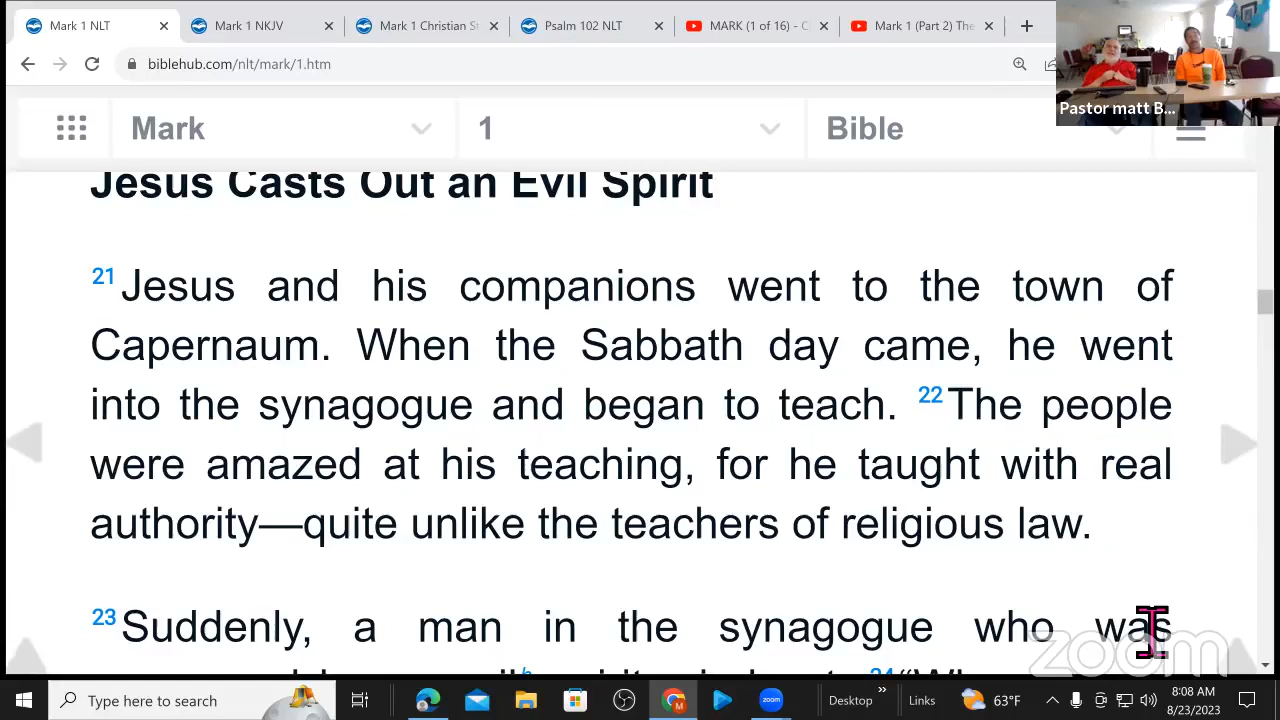 Mark 1 NLT
Mark 1 NKJV
Mark 1 Christian St
Psalm 102 NLT
MARK (1 of 16) - C
Mark 1 (Part 2) The
biblehub.com/nlt/mark/1.htm
Pastor matt B...
Mark 1 Bible
Jesus Casts Out an Evil Spirit
21 Jesus and his companions went to the town of
Capernaum. When the Sabbath day came, he went
into the synagogue and began to teach. 22 The people
were amazed at his teaching, for he taught with real
authority—quite unlike the teachers of religious law.
23 Suddenly, a man in the synagogue who was
zoom
Type here to search
zoom
Desktop
Links
63°F
8:08 AM
8/23/2023